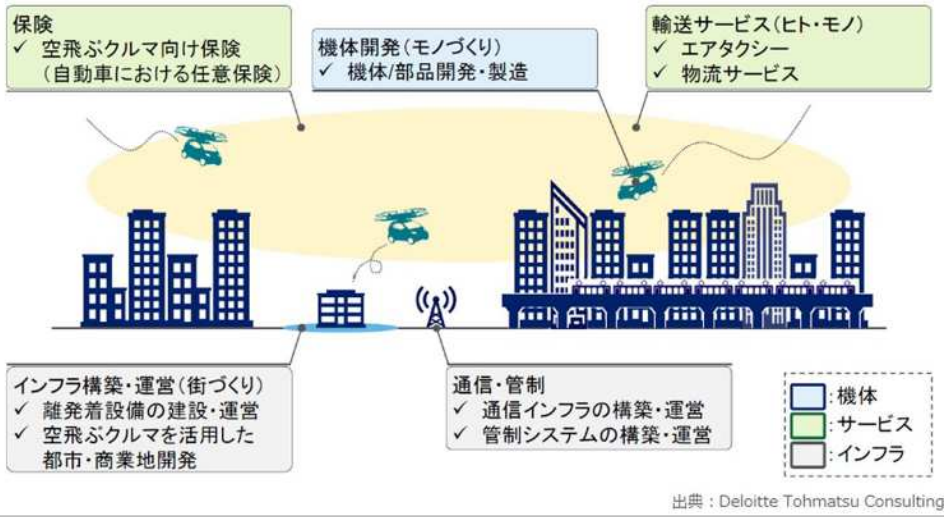 保険
✓ 空飛ぶクルマ向け保険
(自動車における任意保険)
機体開発(モノづくり)
✓ 機体/部品開発・製造
輸送サービス(ヒト・モノ)
✓ エアタクシー
✓ 物流サービス
インフラ構築・運営(街づくり)
✓ 離発着設備の建設・運営
✓ 空飛ぶクルマを活用した
都市・商業地開発
通信・管制
✓ 通信インフラの構築・運営
✓ 管制システムの構築・運営
:機体
:サービス
:インフラ
出典:Deloitte Tohmatsu Consulting